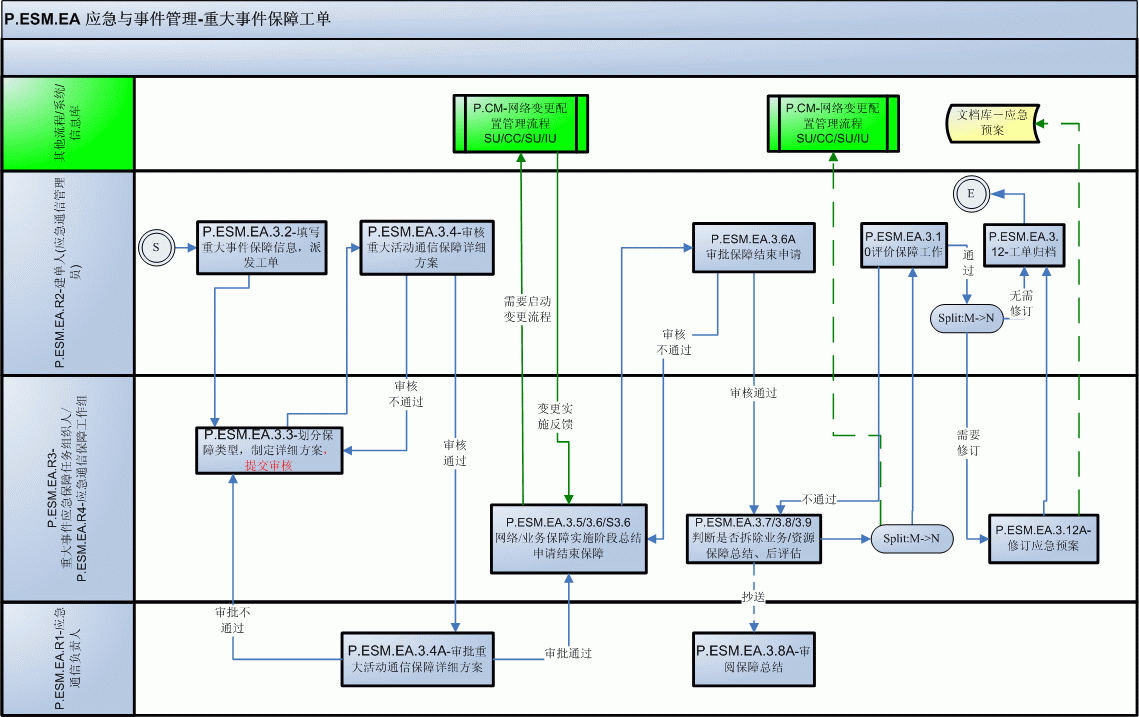 P.ESM.EA 应急与事件管理-重大事件保障工单
其他流程/系统/
信息库
P.CM-网络变更配
置管理流程
SU/CC/SU/IU
P.CM-网络变更配
置管理流程
SU/CC/SU/IU
文档库－应急
预案
P.ESM.EA.R2-建单人(应急通信管理
员)
S
P.ESM.EA.3.2-填写
重大事件保障信息，派
发工单
P.ESM.EA.3.4-审核
重大活动通信保障详细
方案
需要启动
变更流程
P.ESM.EA.3.6A
审批保障结束申请
P.ESM.EA.3.1
0评价保障工作
通
过
E
P.ESM.EA.3.
12-工单归档
Split:M->N
无需
修订
审核
不通过
P.ESM.EA.R3-
重大事件应急保障任务组织人/
P.ESM.EA.R4-应急通信保障工作组
审核
不通过
审核通过
变更实
施反馈
P.ESM.EA.3.3-划分保
障类型，制定详细方案，
提交审核
审核
通过
需要
修订
不通过
P.ESM.EA.3.5/3.6/S3.6
网络/业务保障实施阶段总结
申请结束保障
P.ESM.EA.3.7/3.8/3.9
判断是否拆除业务/资源
保障总结、后评估
Split:M->N
P.ESM.EA.3.12A-
修订应急预案
P.ESM.EA.R1-应急
通信负责人
审批不
通过
抄送
P.ESM.EA.3.4A-审批重
大活动通信保障详细方案
审批通过
P.ESM.EA.3.8A-审
阅保障总结